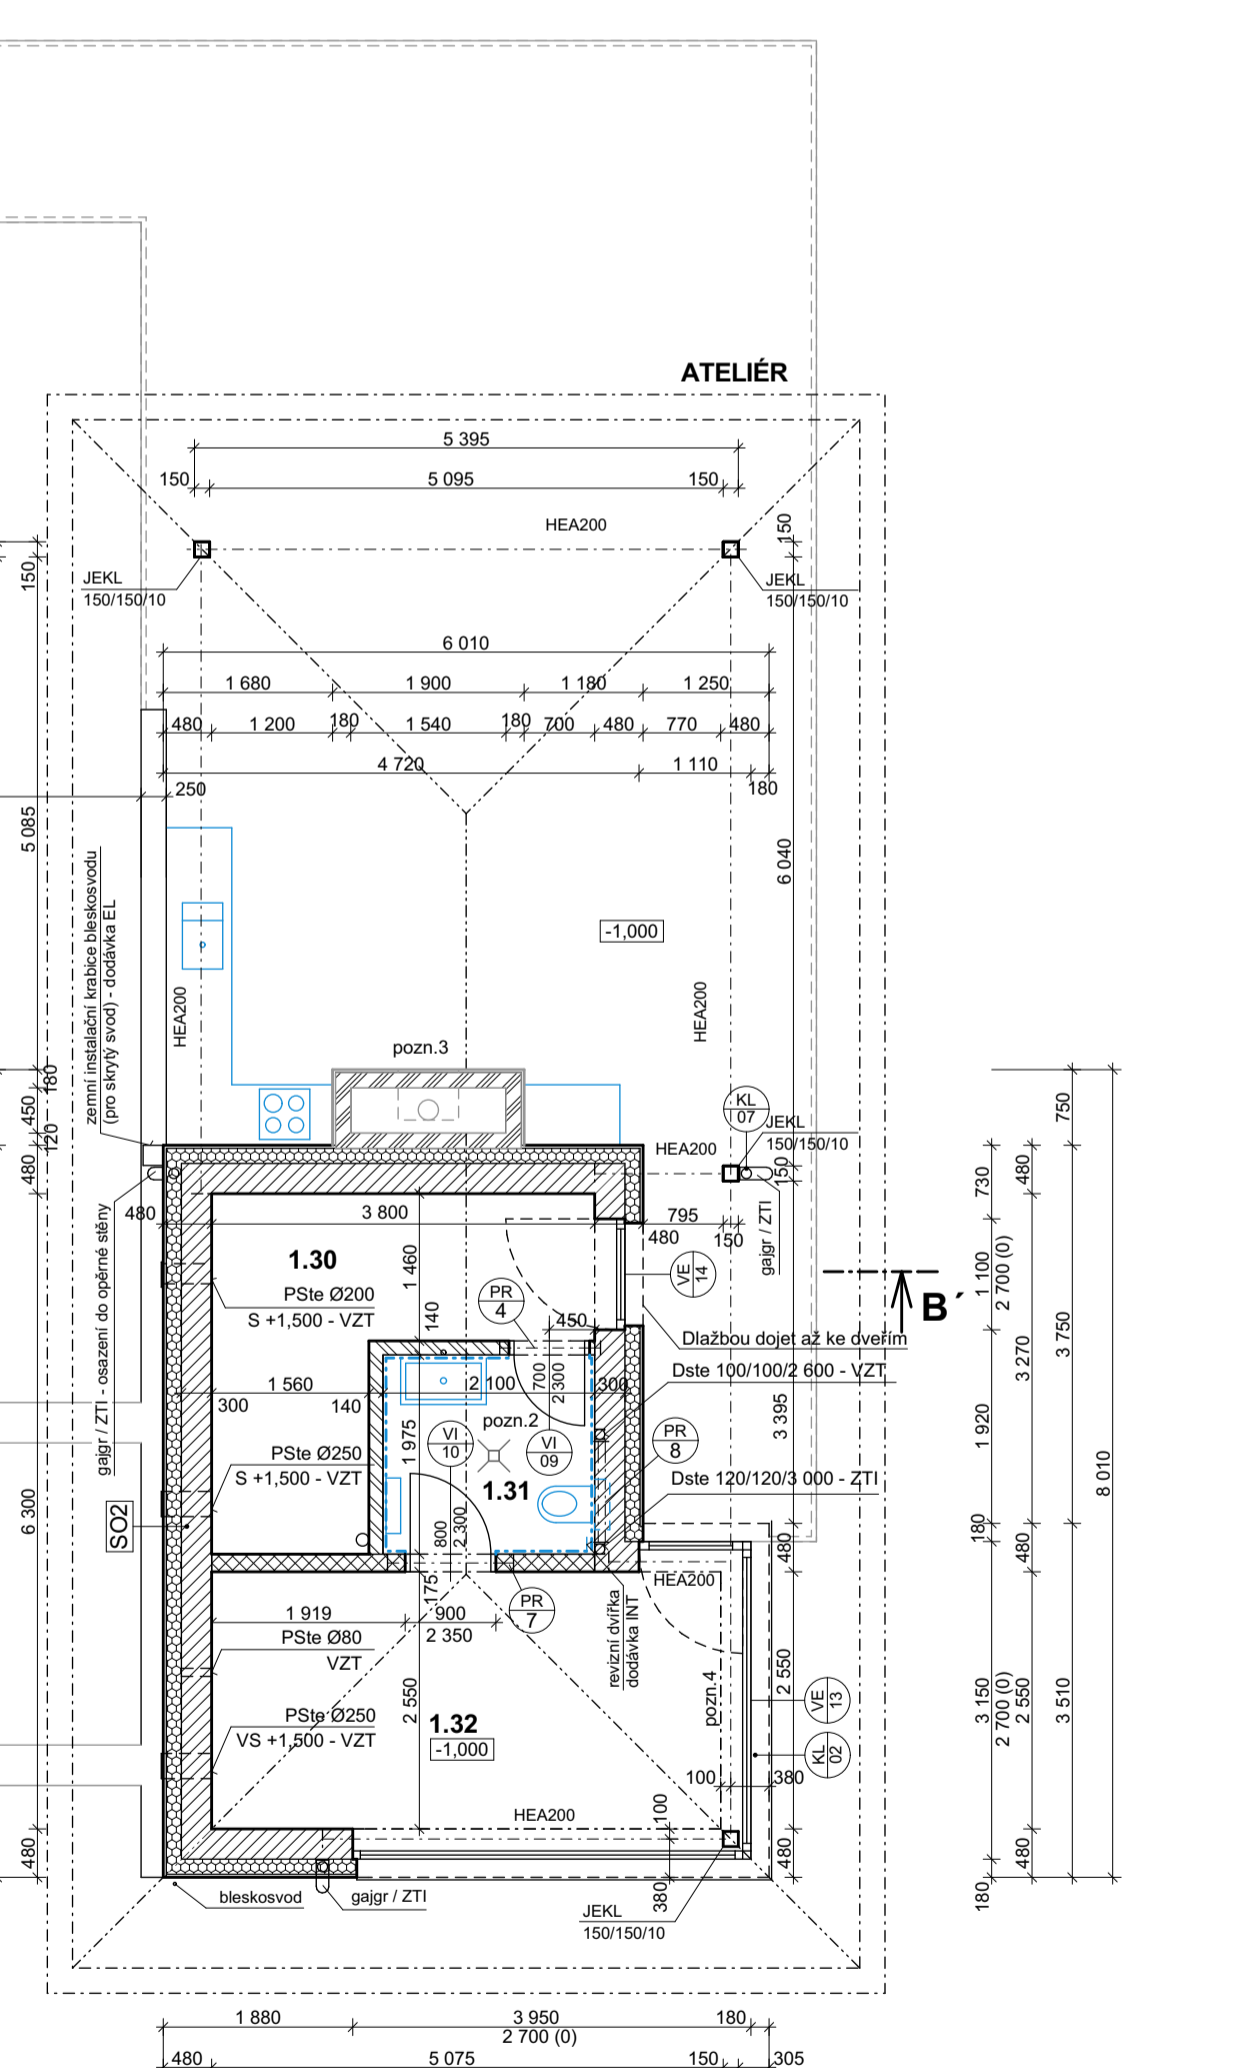 ATELIÉR
5 395
150
5 095
150
HEA200
150
150
JEKL
150/150/10
JEKL
150/150/10
6 010
1 680
1 900
1 180
1 250
480
1 200
180
1 540
180
700
480
770
480
4 720
1 110
250
180
5 085
6 040
zemní instalační krabice bleskosvodu
(pro skrytý svod) - dodávka EL
-1,000
HEA200
HEA200
pozn.3
180
450
120
480
KL
07
JEKL
150/150/10
HEA200
150
750
730
480
480
3 800
795
480
150
gajgr / ZTI
gajgr / ZTI - osazení do opěrné stěny
1.30
1 460
PSte Ø200
S +1,500 - VZT
140
PR
4
450
VE
14
1 100
2 700 (0)
3 270
3 750
B´
Dlažbou dojet až ke dveřím
Dste 100/100/2 600 - VZT
1 560
2 100
300
700
2 300
300
140
pozn.2
3 395
1 920
1 975
VI
10
VI
09
PR
8
PSte Ø250
S +1,500 - VZT
1.31
Dste 120/120/3 000 - ZTI
8 010
6 300
SO2
800
2 300
180
480
480
175
HEA200
PR
7
1 919
900
2 350
revizní dvířka
dodávka INT
PSte Ø80
VZT
2 550
pozn.4
2 550
VE
13
3 150
2 700 (0)
2 550
3 510
PSte Ø250
VS +1,500 - VZT
1.32
-1,000
KL
02
100
380
HEA200
100
480
480
480
380
180
bleskosvod
gajgr / ZTI
JEKL
150/150/10
1 880
3 950
2 700 (0)
180
480
5 075
150
305